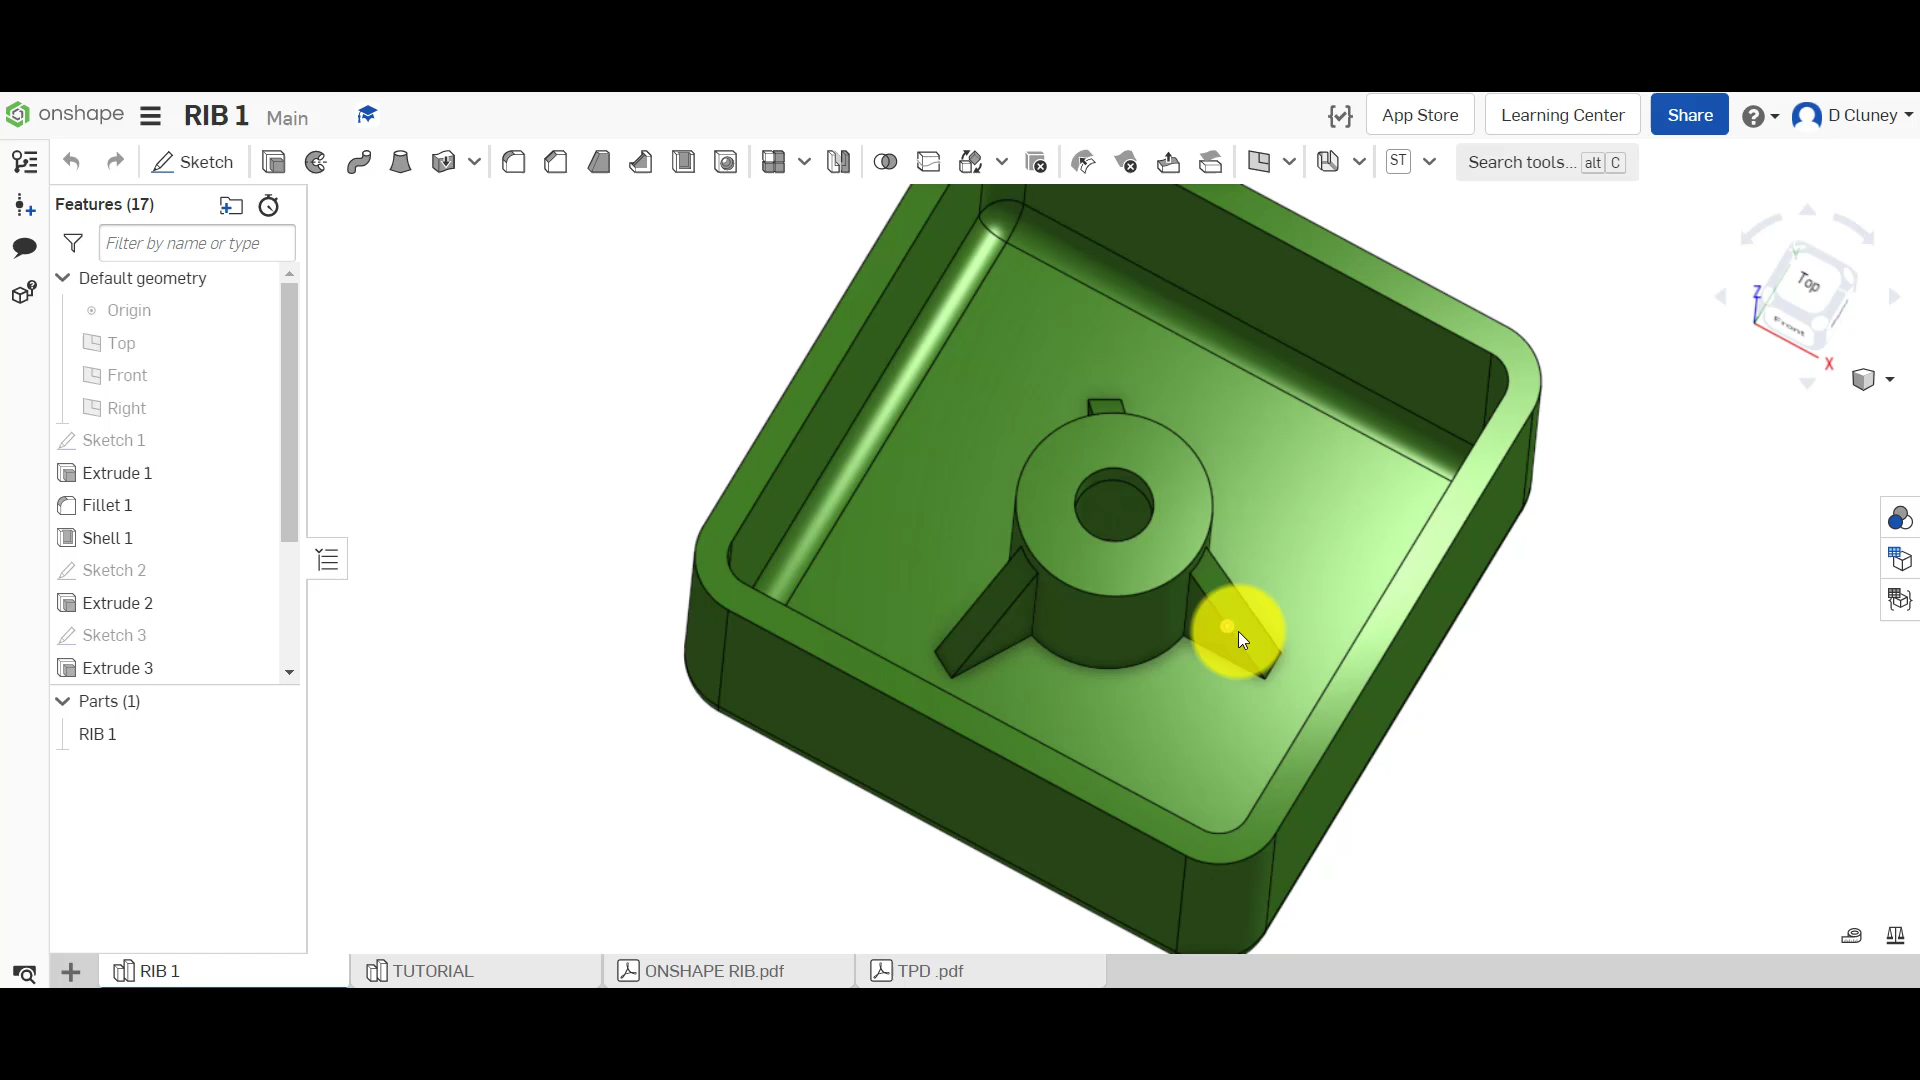 onshape RIB 1 Main App Store Learning Center Share D Cluney
Sketch ST Search tools... alt C
Features (17)
Filter by name or type
Default geometry
Origin
Top
Front
Right
Sketch 1
Extrude 1
Fillet 1
Shell 1
Sketch 2
Extrude 2
Sketch 3
Extrude 3
Parts (1)
RIB 1
Y
Top
Z
Front
X
RIB 1 TUTORIAL ONSHAPE RIB.pdf TPD .pdf